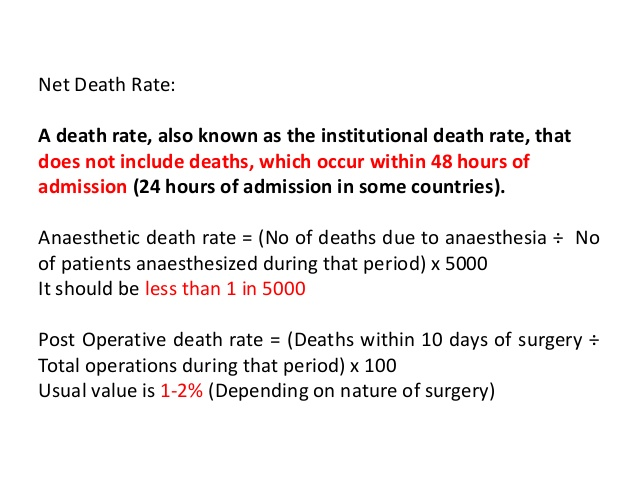 Net Death Rate:
A death rate, also known as the institutional death rate, that
does not include deaths, which occur within 48 hours of
admission (24 hours of admission in some countries).
Anaesthetic death rate = (No of deaths due to anaesthesia ÷ No
of patients anaesthesized during that period) x 5000
It should be less than 1 in 5000
Post Operative death rate = (Deaths within 10 days of surgery ÷
Total operations during that period) x 100
Usual value is 1-2% (Depending on nature of surgery)